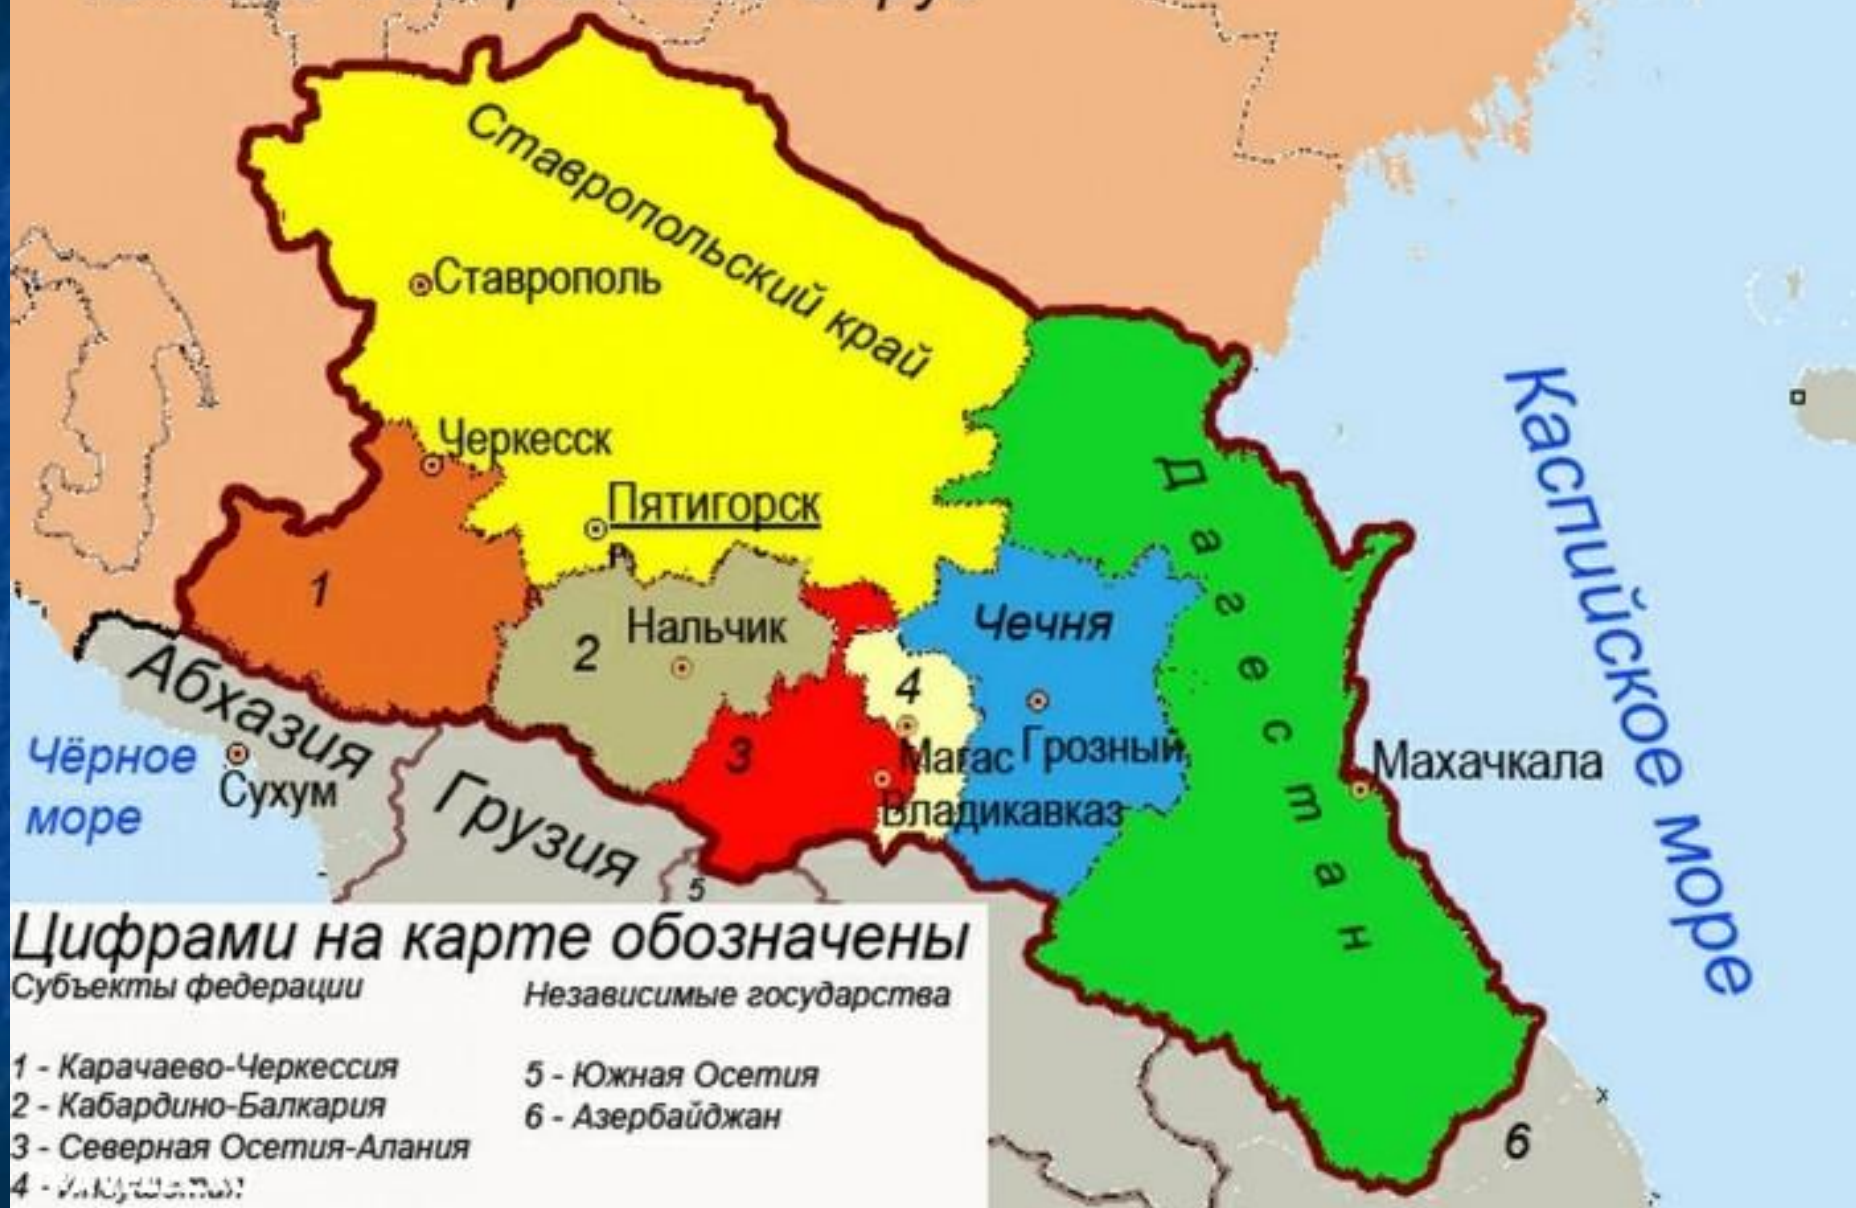 Ставропольский край
Ставрополь
Черкесск
Пятигорск
1
2
Нальчик
Чечня
4
3
Магас
Грозный
Владикавказ
Дагестан
Махачкала
Каспийское море
Абхазия
Сухум
Чёрное
море
Грузия
5
6
Цифрами на карте обозначены
Субъекты федерации
1 - Карачаево-Черкессия
2 - Кабардино-Балкария
3 - Северная Осетия-Алания
4 -
Независимые государства
5 - Южная Осетия
6 - Азербайджан